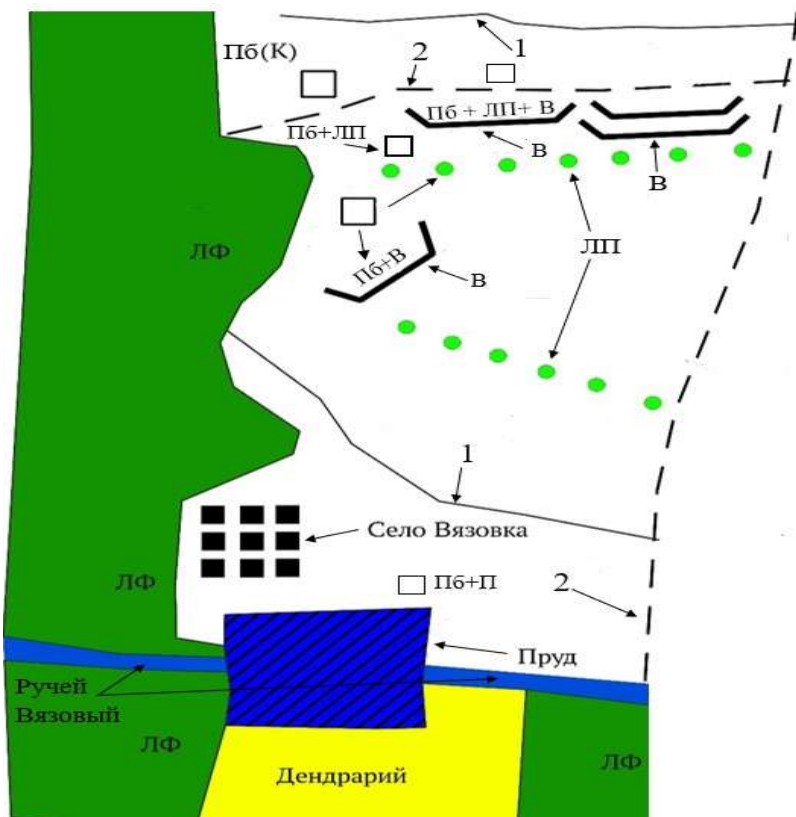 1
Пб(К)
2
Пб + ЛП+ В
Пб+ЛП
В
В
ЛФ
ЛП
Пб+В
В
1
Село Вязовка
ЛФ
Пб+П
2
Пруд
Ручей
Вязовый
ЛФ
ЛФ
Дендрарий